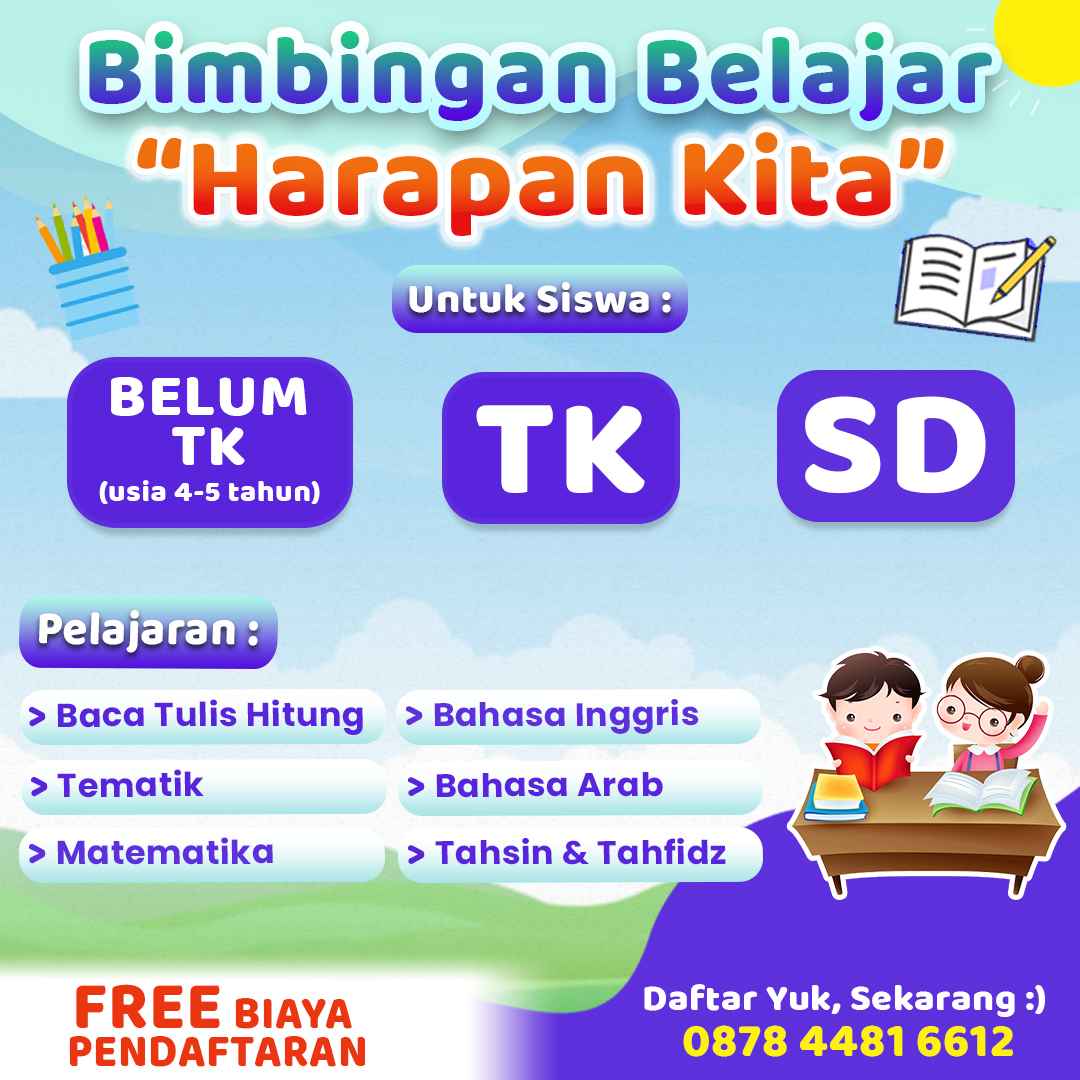 Bimbingan Belajar
“Harapan Kita”
Untuk Siswa :
BELUM
TK
(usia 4-5 tahun)
TK
SD
Pelajaran :
> Baca Tulis Hitung
> Tematik
> Matematika
> Bahasa Inggris
> Bahasa Arab
> Tahsin & Tahfidz
FREE BIAYA
PENDAFTARAN
Daftar Yuk, Sekarang :)
0878 4481 6612